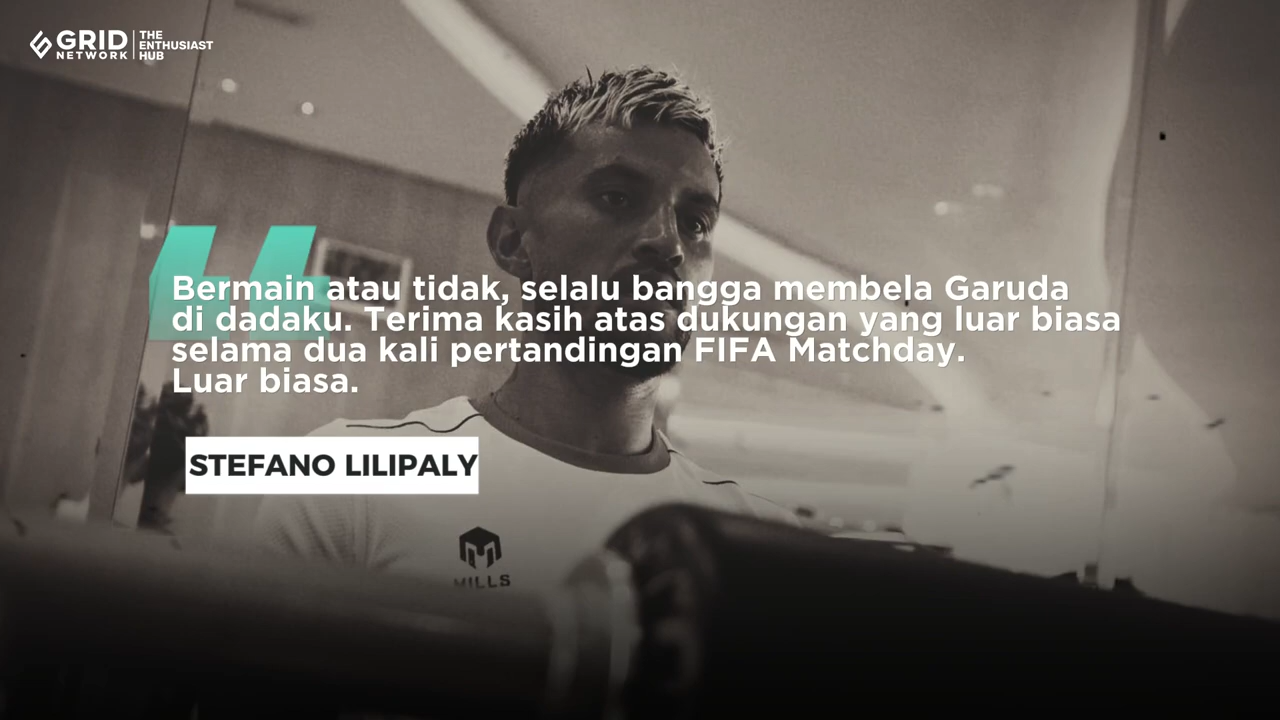 GRID
NETWORK
THE
ENTHUSIAST
HUB
Bermain atau tidak, selalu bangga membela Garuda
di dadaku. Terima kasih atas dukungan yang luar biasa
selama dua kali pertandingan FIFA Matchday.
Luar biasa.
STEFANO LILIPALY
MILLS